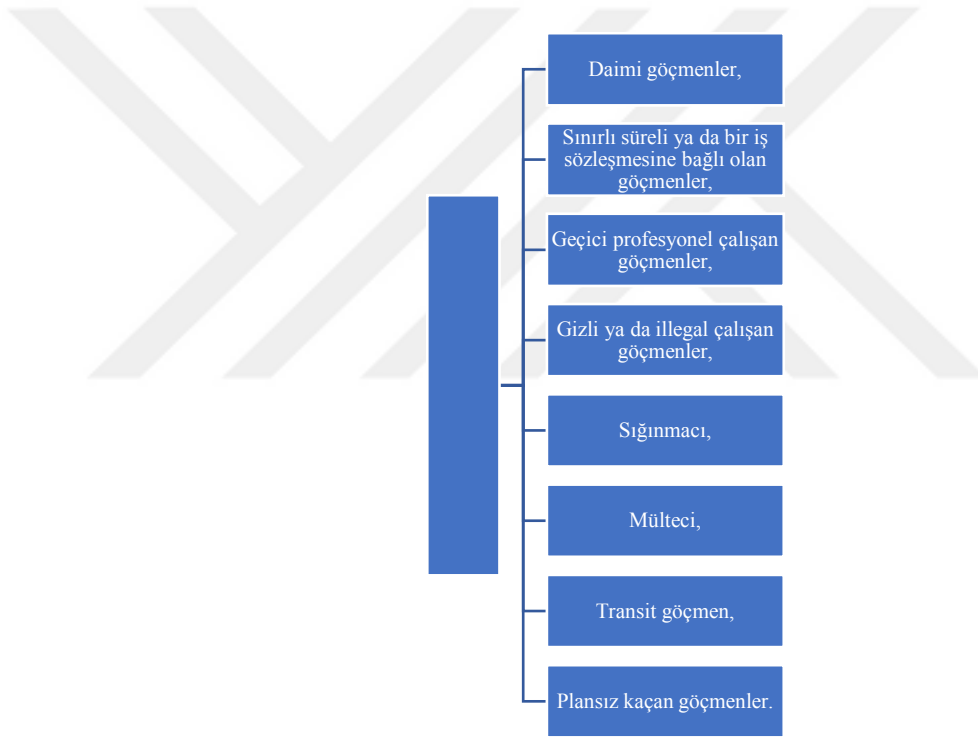 Daimi göçmenler,
Sınırlı süreli ya da bir iş
sözleşmesine bağlı olan
göçmenler,
Geçici profesyonel çalışan
göçmenler,
Gizli ya da illegal çalışan
göçmenler,
Sığınmacı,
Mülteci,
Transit göçmen,
Plansız kaçan göçmenler.